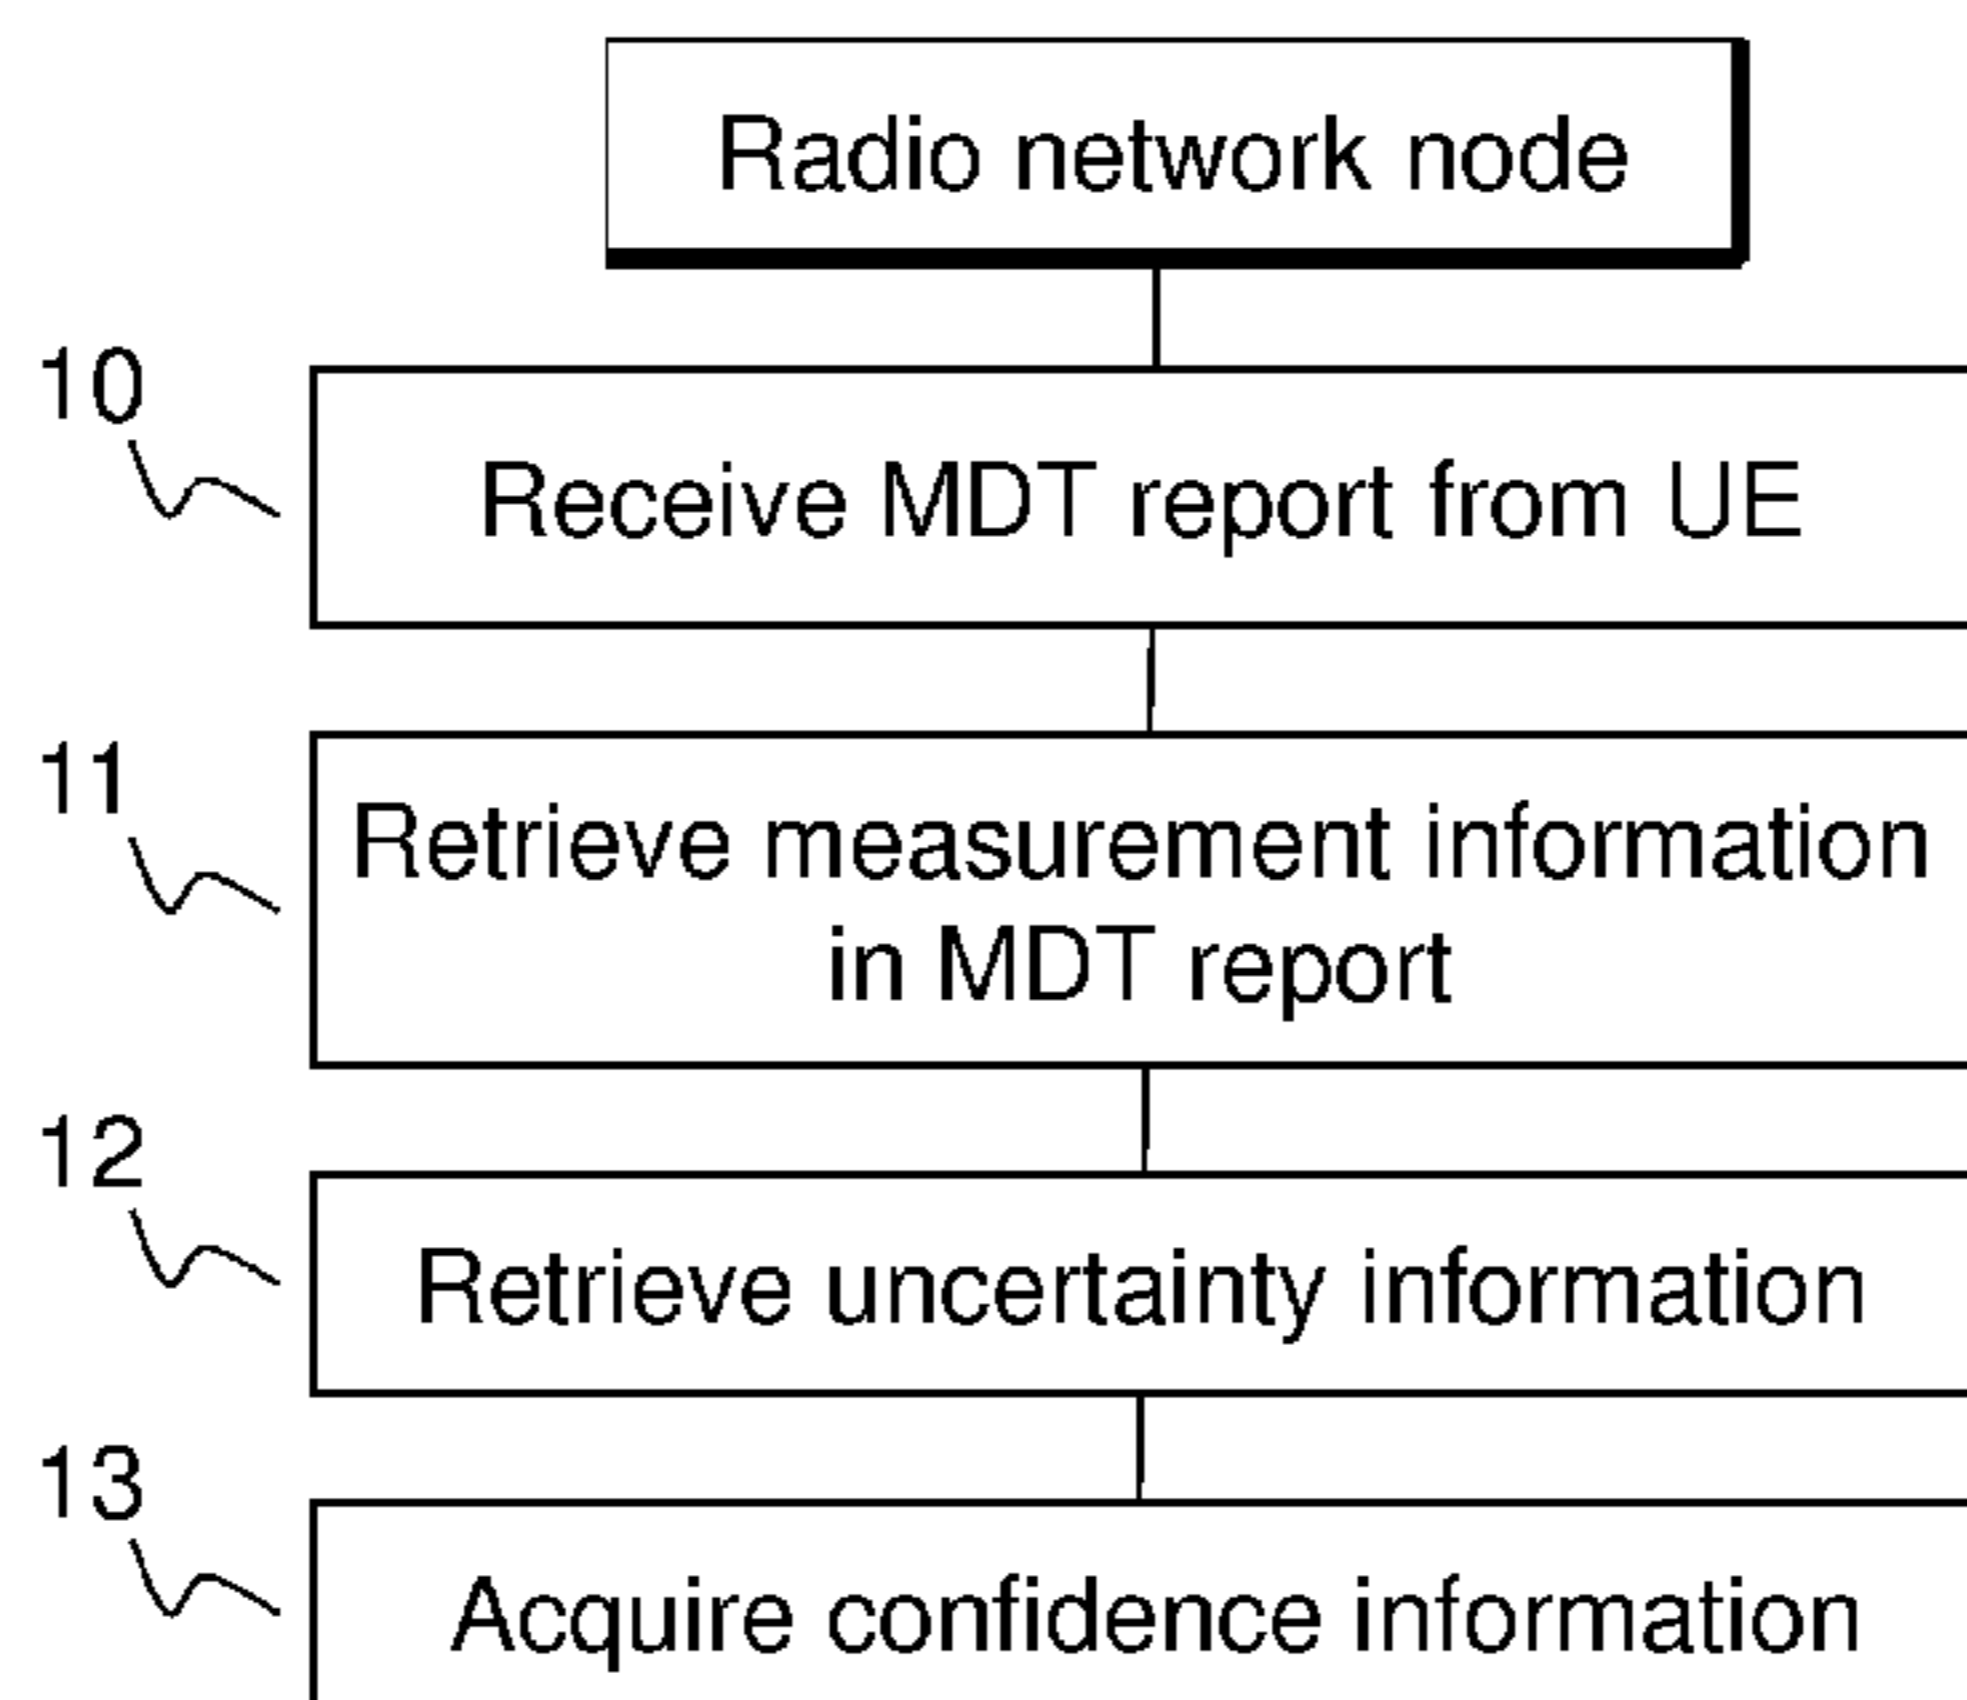 Radio network node
10
Receive MDT report from UE
11
Retrieve measurement information
in MDT report
12
Retrieve uncertainty information
13
Acquire confidence information